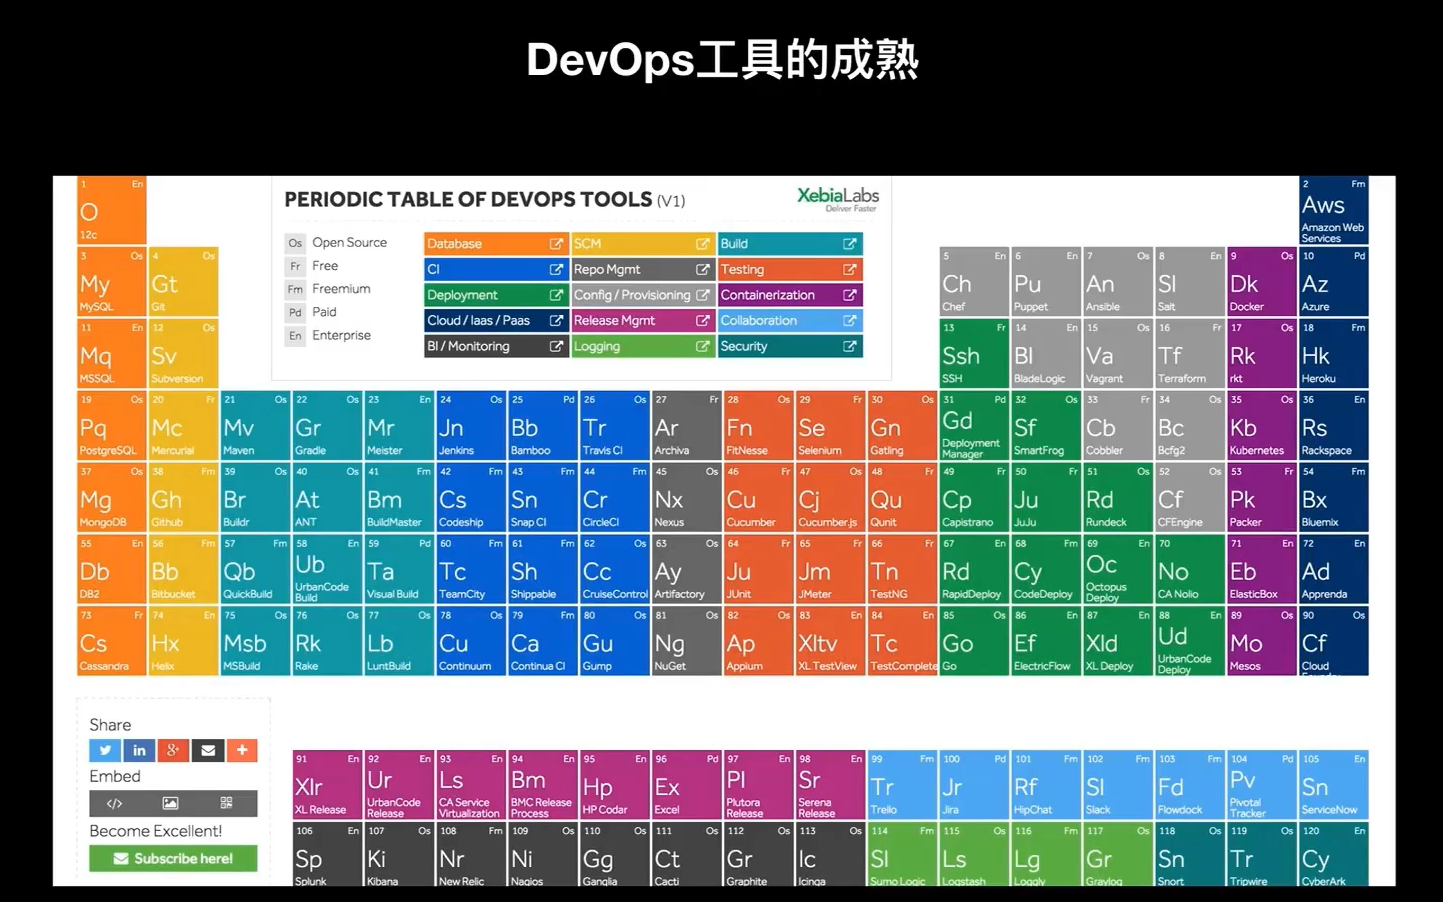 DevOps工具的成熟
PERIODIC TABLE OF DEVOPS TOOLS (V1)
XebiaLabs
Deliver Faster
Os Open Source
Fr Free
Fm Freemium
Pd Paid
En Enterprise
Database SCM Build
CI Repo Mgmt Testing
Deployment Config / Provisioning Containerization
Cloud / Iaas / Paas Release Mgmt Collaboration
BI / Monitoring Logging Security
1 En O 12c
2 Fm Aws Amazon Web Services
3 Os My MySQL
4 Os Gt Git
5 En Ch Chef
6 En Pu Puppet
7 Os An Ansible
8 En Sl Salt
9 Os Dk Docker
10 Pd Az Azure
11 En Mq MSSQL
12 Os Sv Subversion
13 Fr Ssh SSH
14 En Bl BladeLogic
15 Os Va Vagrant
16 Fr Tf Terraform
17 Os Rk rkt
18 Fm Hk Heroku
19 Os Pq PostgreSQL
20 Fr Mc Mercurial
21 Os Mv Maven
22 Os Gr Gradle
23 En Mr Meister
24 Os Jn Jenkins
25 Pd Bb Bamboo
26 Os Tr Travis CI
27 Fr Ar Archiva
28 Os Fn FitNesse
29 Fr Se Selenium
30 Os Gn Gatling
31 Pd Gd Deployment Manager
32 Os Sf SmartFrog
33 Fr Cb Cobbler
34 Os Bc Bcfg2
35 Os Kb Kubernetes
36 En Rs Rackspace
37 Os Mg MongoDB
38 Fm Gh Github
39 Os Br Buildr
40 Os At ANT
41 Fm Bm BuildMaster
42 Fm Cs Codeship
43 Fm Sn Snap CI
44 Fm Cr CircleCI
45 Os Nx Nexus
46 Fr Cu Cucumber
47 Os Cj Cucumber.js
48 Fr Qu Qunit
49 Fr Cp Capistrano
50 Fr Ju JuJu
51 Os Rd Rundeck
52 Os Cf CFEngine
53 Fr Pk Packer
54 Fm Bx Bluemix
55 En Db DB2
56 Fm Bb Bitbucket
57 Fm Qb QuickBuild
58 En Ub UrbanCode Build
59 Pd Ta Visual Build
60 Fm Tc TeamCity
61 Fm Sh Shippable
62 Os Cc CruiseControl
63 Os Ay Artifactory
64 Fr Ju JUnit
65 Fr Jm JMeter
66 Fr Tn TestNG
67 En Rd RapidDeploy
68 Fm Cy CodeDeploy
69 En Oc Octopus Deploy
70 No CA Nolio
71 En Eb ElasticBox
72 En Ad Apprenda
73 Fr Cs Cassandra
74 En Hx Helix
75 Os Msb MSBuild
76 Os Rk Rake
77 Fr Lb LuntBuild
78 Os Cu Continuum
79 Fm Ca Continua CI
80 Os Gu Gump
81 Os Ng NuGet
82 Os Ap Appium
83 En Xltv XL TestView
84 En Tc TestComplete
85 Os Go Go
86 En Ef ElectricFlow
87 En Xld XL Deploy
88 En Ud UrbanCode Deploy
89 Os Mo Mesos
90 Os Cf Cloud
Share
Embed
Become Excellent!
Subscribe here!
91 En Xlr XL Release
92 En Ur UrbanCode Release
93 En Ls CA Service Virtualization
94 En Bm BMC Release Process
95 En Hp HP Codar
96 Pd Ex Excel
97 En Pl Plutora Release
98 En Sr Serena Release
99 Fm Tr Trello
100 Pd Jr Jira
101 Fm Rf HipChat
102 Fm Sl Slack
103 Fm Fd Flowdock
104 Pd Pv Pivotal Tracker
105 En Sn ServiceNow
106 En Sp Splunk
107 Os Ki Kibana
108 Fm Nr New Relic
109 Os Ni Nagios
110 Os Gg Ganglia
111 Os Ct Cacti
112 Os Gr Graphite
113 Os Ic Icinga
114 Fm Sl Sumo Logic
115 Os Ls Logstash
116 Fm Lg Loggly
117 Os Gr Graylog
118 Os Sn Snort
119 Os Tr Tripwire
120 En Cy CyberArk